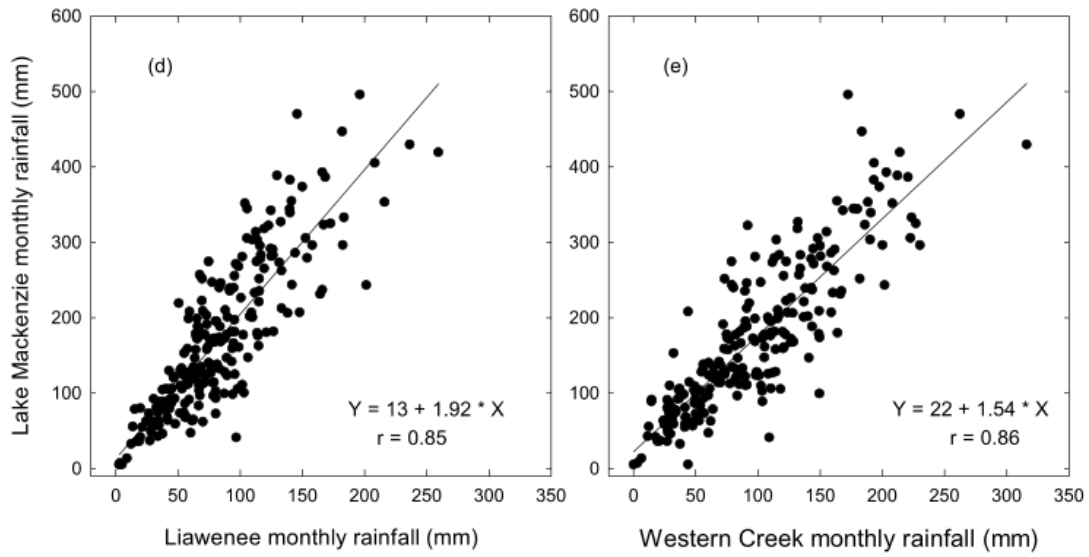 Lake Mackenzie monthly rainfall (mm)
600
500
400
300
200
100
0
(d)
Y = 13 + 1.92 * X
r = 0.85
0 50 100 150 200 250 300 350
Liawenee monthly rainfall (mm)
600
500
400
300
200
100
0
(e)
Y = 22 + 1.54 * X
r = 0.86
0 50 100 150 200 250 300 350
Western Creek monthly rainfall (mm)